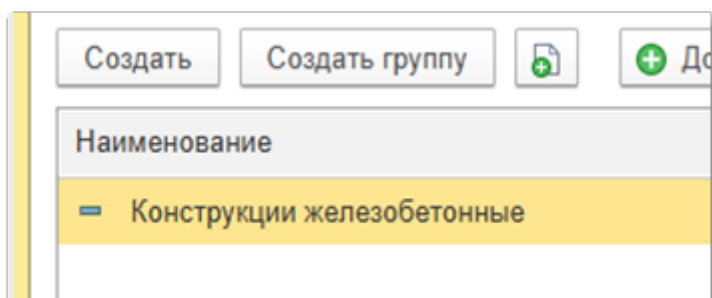 Создать Создать группу
Наименование
Конструкции железобетонные